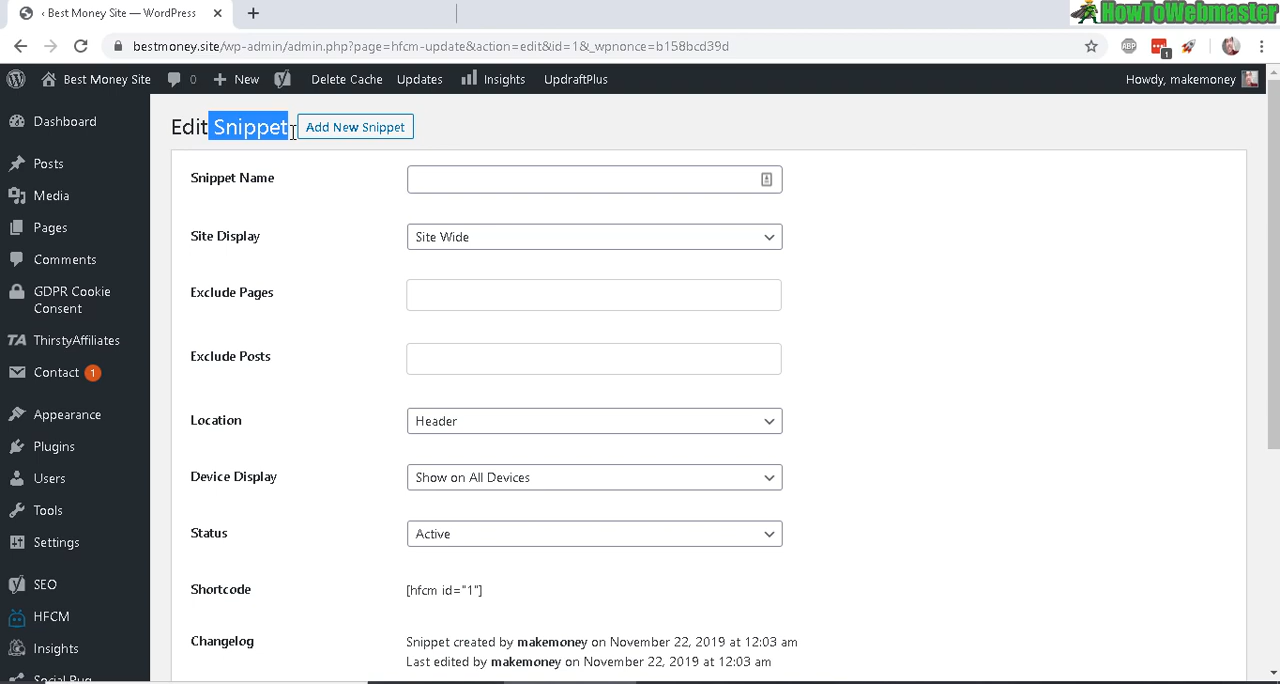 ‹ Best Money Site — WordPress
HowToWebmaster
bestmoney.site/wp-admin/admin.php?page=hfcm-update&action=edit&id=1&_wpnonce=b158bcd39d
ABP
1
Best Money Site
0
New
Delete Cache
Updates
Insights
UpdraftPlus
Howdy, makemoney
Dashboard
Posts
Media
Pages
Comments
GDPR Cookie
Consent
TA ThirstyAffiliates
Contact 1
Appearance
Plugins
Users
Tools
Settings
SEO
HFCM
Insights
Social Pug
Edit Snippet
Add New Snippet
Snippet Name
Site Display Site Wide
Exclude Pages
Exclude Posts
Location Header
Device Display Show on All Devices
Status Active
Shortcode [hfcm id="1"]
Changelog Snippet created by makemoney on November 22, 2019 at 12:03 am
Last edited by makemoney on November 22, 2019 at 12:03 am